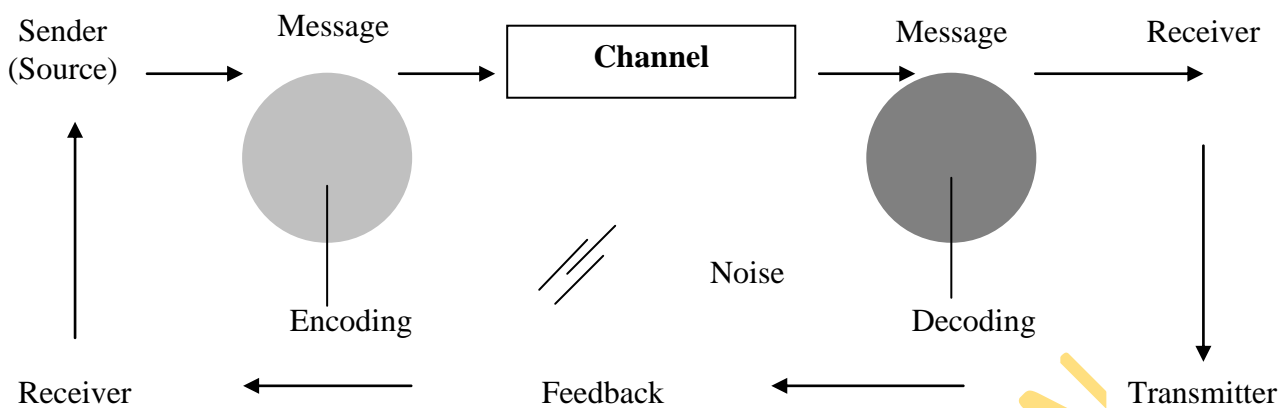 Sender
(Source)
Message
Channel
Message
Receiver
Noise
Encoding
Decoding
Receiver
Feedback
Transmitter